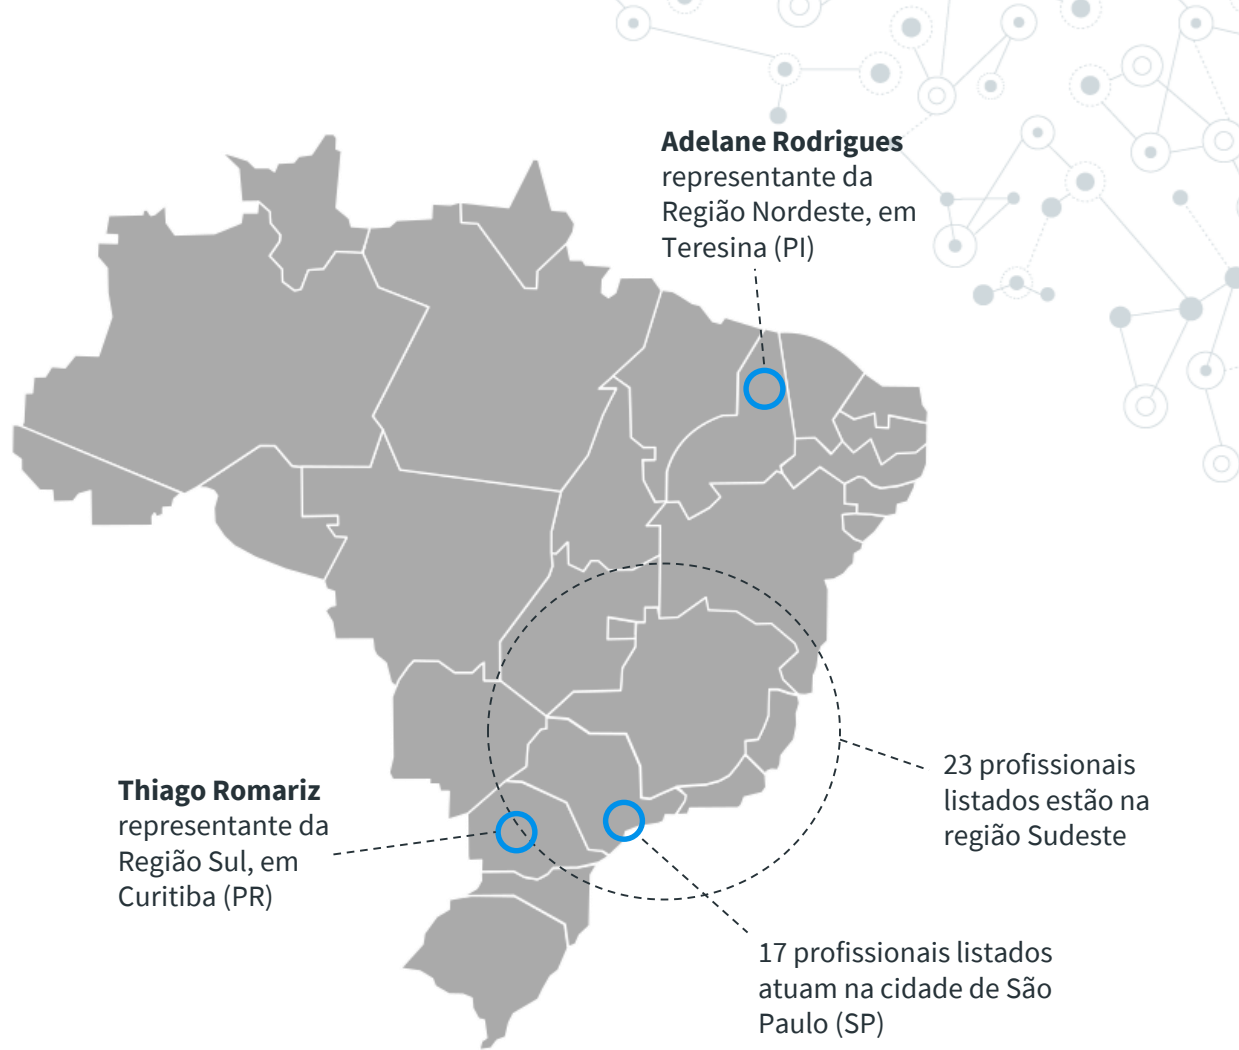 Adelane Rodrigues
representante da
Região Nordeste, em
Teresina (PI)
Thiago Romariz
representante da
Região Sul, em
Curitiba (PR)
23 profissionais
listados estão na
região Sudeste
17 profissionais listados
atuam na cidade de São
Paulo (SP)